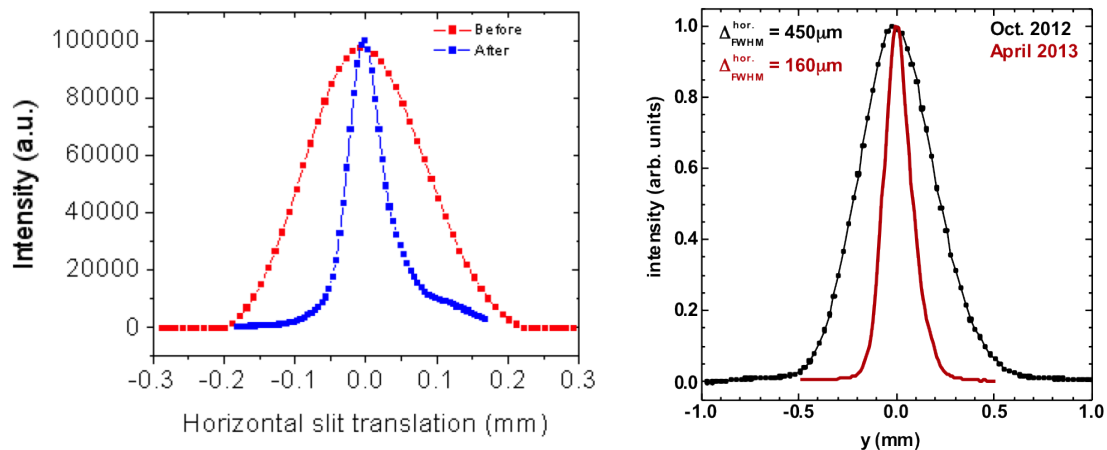 Before
After
100000
80000
60000
40000
20000
0
Intensity (a.u.)
-0.3 -0.2 -0.1 0.0 0.1 0.2 0.3
Horizontal slit translation (mm)
Δ hor. FWHM = 450μm
Δ hor. FWHM = 160μm
Oct. 2012
April 2013
1.0
0.8
0.6
0.4
0.2
0.0
intensity (arb. units)
-1.0 -0.5 0.0 0.5 1.0
y (mm)